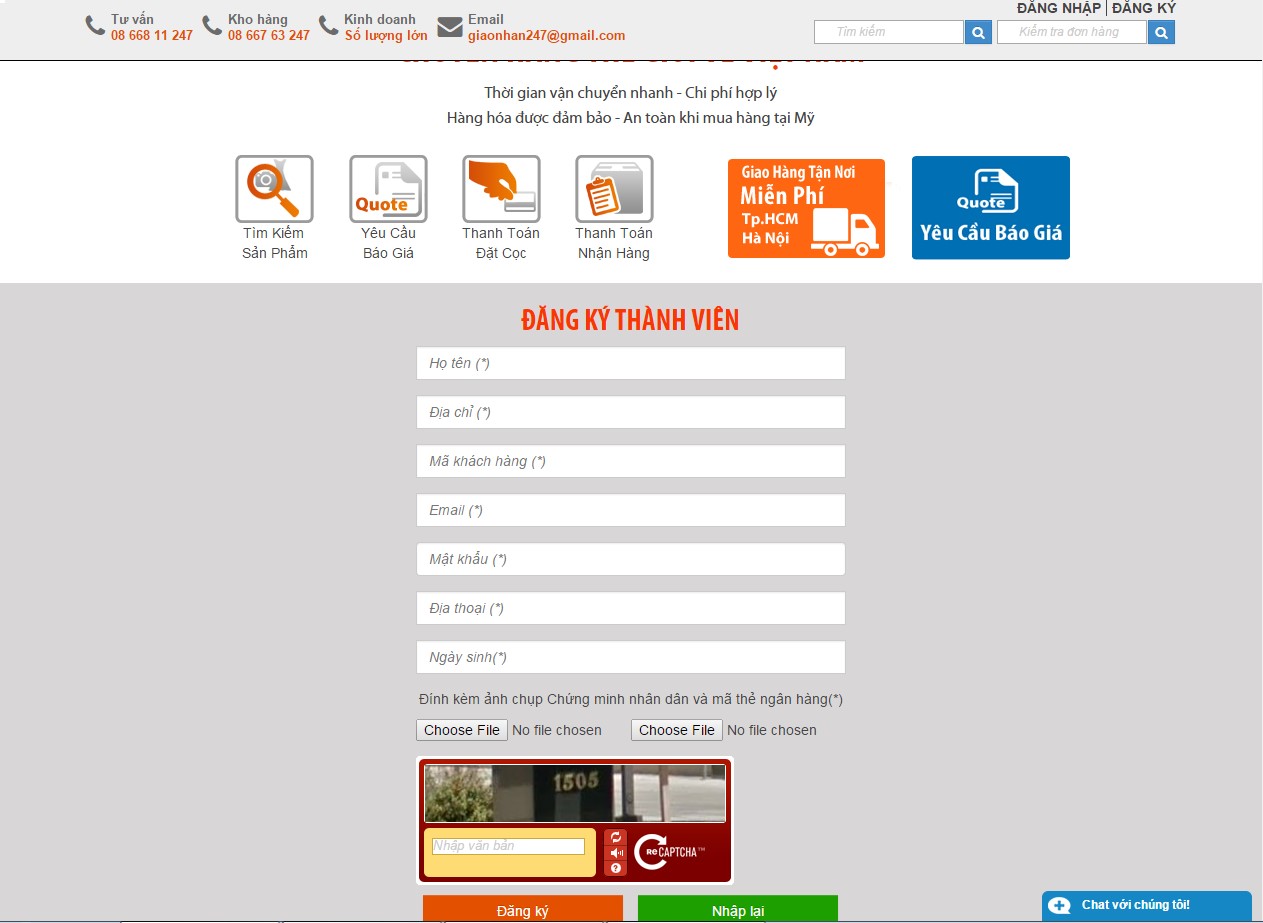 Tư vấn
08 668 11 247
Kho hàng
08 667 63 247
Kinh doanh
Số lượng lớn
Email
giaonhan247@gmail.com
ĐĂNG NHẬP | ĐĂNG KÝ
Tìm kiếm
Kiểm tra đơn hàng
Thời gian vận chuyển nhanh - Chi phí hợp lý
Hàng hóa được đảm bảo - An toàn khi mua hàng tại Mỹ
Tìm Kiếm
Sản Phẩm
Quote
Yêu Cầu
Báo Giá
Thanh Toán
Đặt Cọc
Thanh Toán
Nhận Hàng
Giao Hàng Tận Nơi
Miễn Phí
Tp.HCM
Hà Nội
Quote
Yêu Cầu Báo Giá
ĐĂNG KÝ THÀNH VIÊN
Họ tên (*)
Địa chỉ (*)
Mã khách hàng (*)
Email (*)
Mật khẩu (*)
Địa thoại (*)
Ngày sinh(*)
Đính kèm ảnh chụp Chứng minh nhân dân và mã thẻ ngân hàng(*)
Choose File No file chosen
Choose File No file chosen
1505
Nhập văn bản
reCAPTCHA™
Đăng ký
Nhập lại
Chat với chúng tôi!